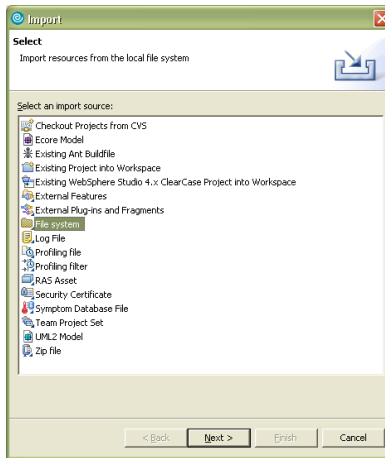 Import
Select
Import resources from the local file system
Select an import source:
Checkout Projects from CVS
Ecore Model
Existing Ant Buildfile
Existing Project into Workspace
Existing WebSphere Studio 4.x ClearCase Project into Workspace
External Features
External Plug-ins and Fragments
File system
Log File
Profiling file
Profiling filter
RAS Asset
Security Certificate
Symptom Database File
Team Project Set
UML2 Model
Zip file
< Back Next > Finish Cancel